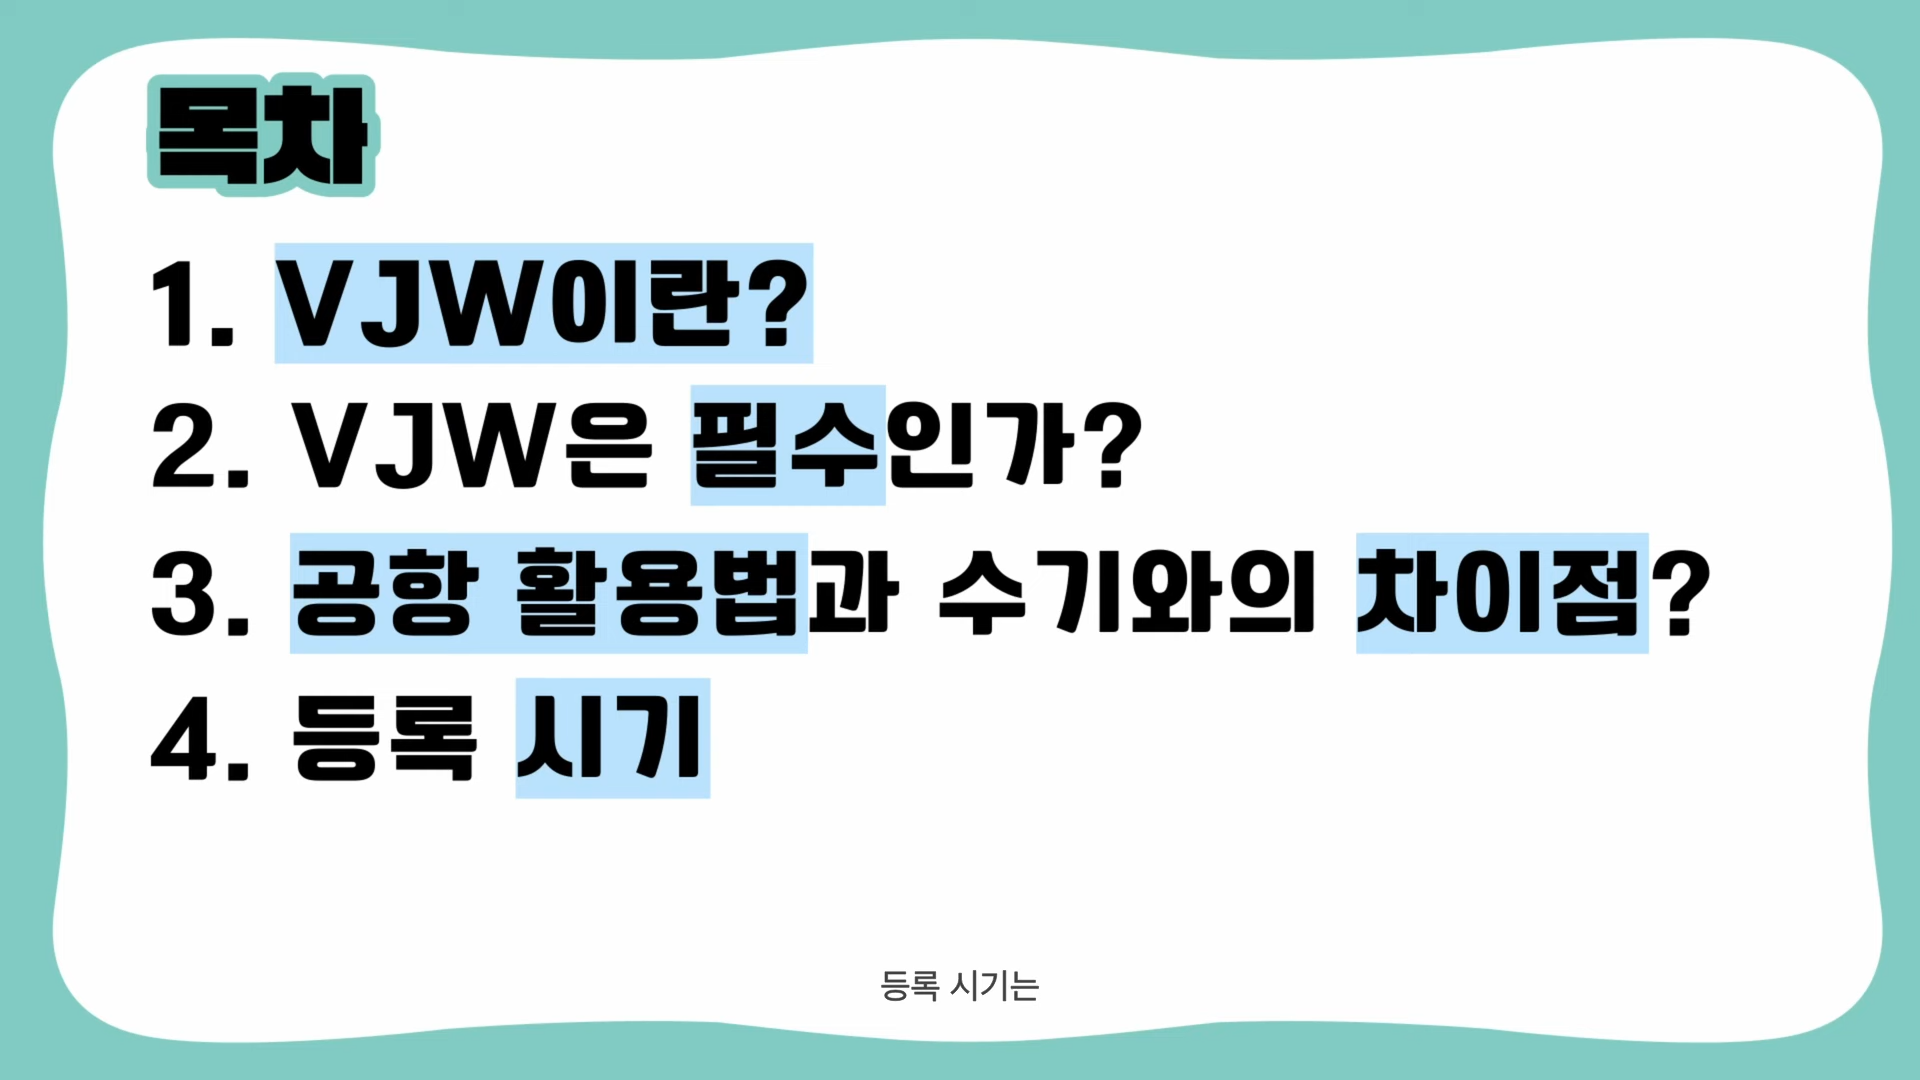 목차
1. VJW이란?
2. VJW은 필수인가?
3. 공항 활용법과 수기와의 차이점?
4. 등록 시기
등록 시기는